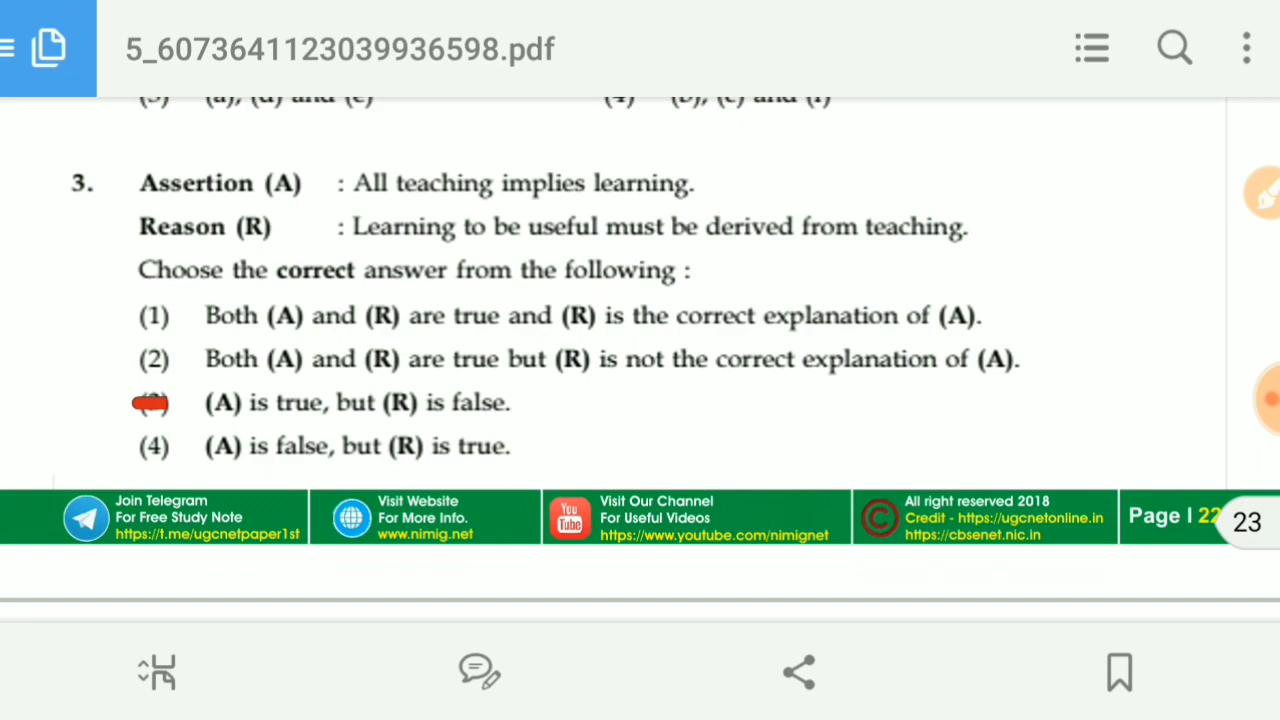 5_6073641123039936598.pdf
(a), (d) and (e) (4) (b), (c) and (f)
3. Assertion (A) : All teaching implies learning.
Reason (R) : Learning to be useful must be derived from teaching.
Choose the correct answer from the following :
(1) Both (A) and (R) are true and (R) is the correct explanation of (A).
(2) Both (A) and (R) are true but (R) is not the correct explanation of (A).
(A) is true, but (R) is false.
(4) (A) is false, but (R) is true.
Join Telegram
For Free Study Note
https://t.me/ugcnetpaper1st
Visit Website
For More Info.
www.nimig.net
You
Tube
Visit Our Channel
For Useful Videos
https://www.youtube.com/nimignet
C
All right reserved 2018
Credit - https://ugcnetonline.in
https://cbsenet.nic.in
Page | 22
23